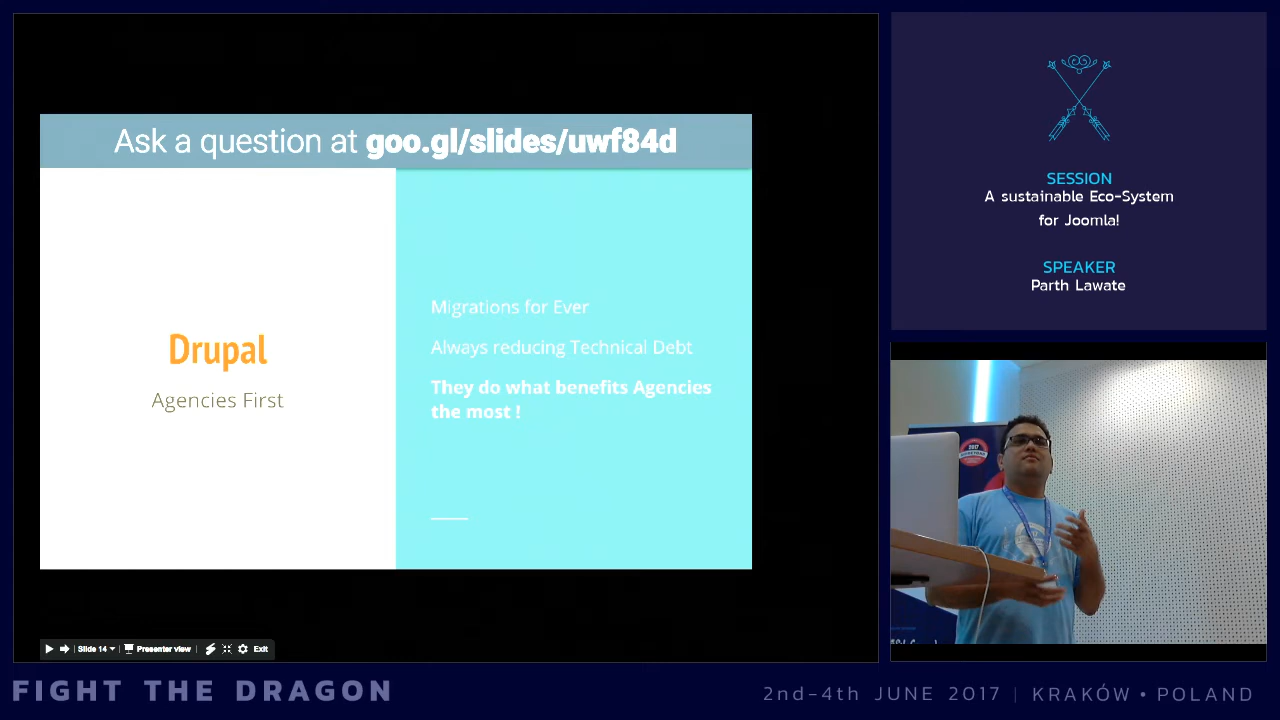 Ask a question at goo.gl/slides/uwf84d
Drupal
Agencies First
Migrations for Ever
Always reducing Technical Debt
They do what benefits Agencies
the most !
Slide 14
Presenter view
Exit
SESSION
A sustainable Eco-System
for Joomla!
SPEAKER
Parth Lawate
2017
FIGHT THE DRAGON
2nd-4th JUNE 2017 | KRAKÓW • POLAND